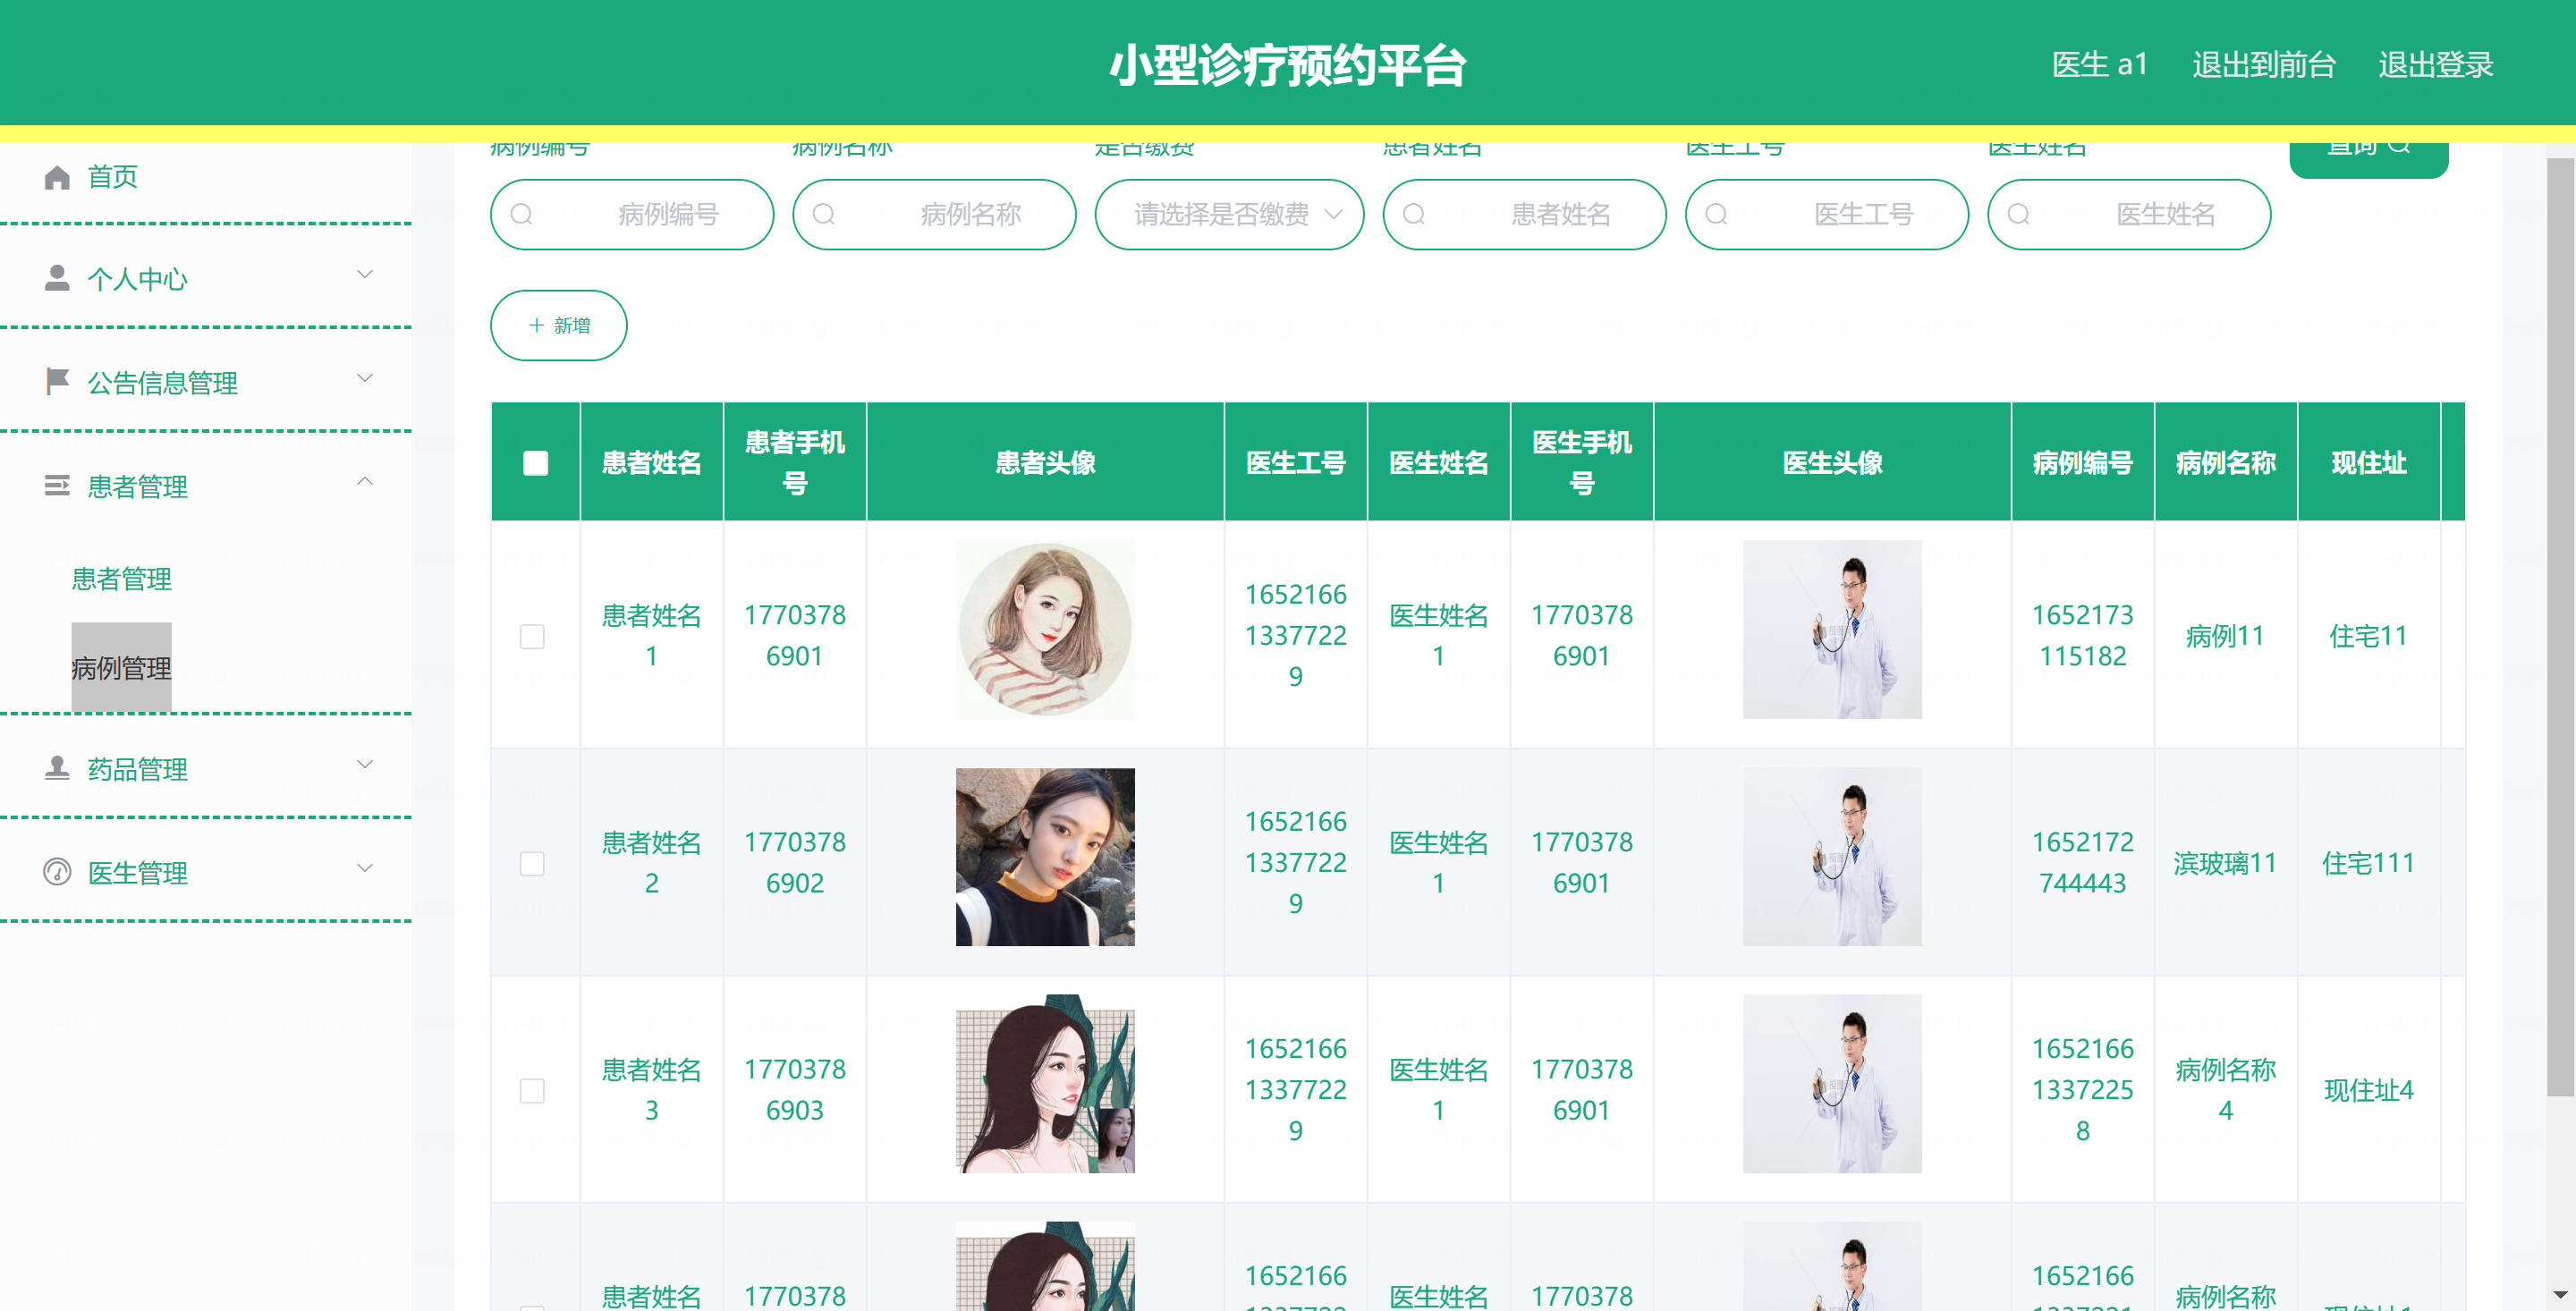 小型诊疗预约平台
医生 a1 退出到前台 退出登录
首页
个人中心
公告信息管理
患者管理
患者管理
病例管理
药品管理
医生管理
病例编号 病例名称 是否缴费 患者姓名 医生工号 医生姓名 查询
病例编号 病例名称 请选择是否缴费 患者姓名 医生工号 医生姓名
新增
患者姓名 患者手机号 患者头像 医生工号 医生姓名 医生手机号 医生头像 病例编号 病例名称 现住址
患者姓名1 17703786901 165216613377229 医生姓名1 17703786901 1652173115182 病例11 住宅11
患者姓名2 17703786902 165216613377229 医生姓名1 17703786901 1652172744443 滨玻璃11 住宅111
患者姓名3 17703786903 165216613377229 医生姓名1 17703786901 165216613372258 病例名称4 现住址4
患者姓名 1770378 1652166 医生姓名 1770378 1652166 病例名称